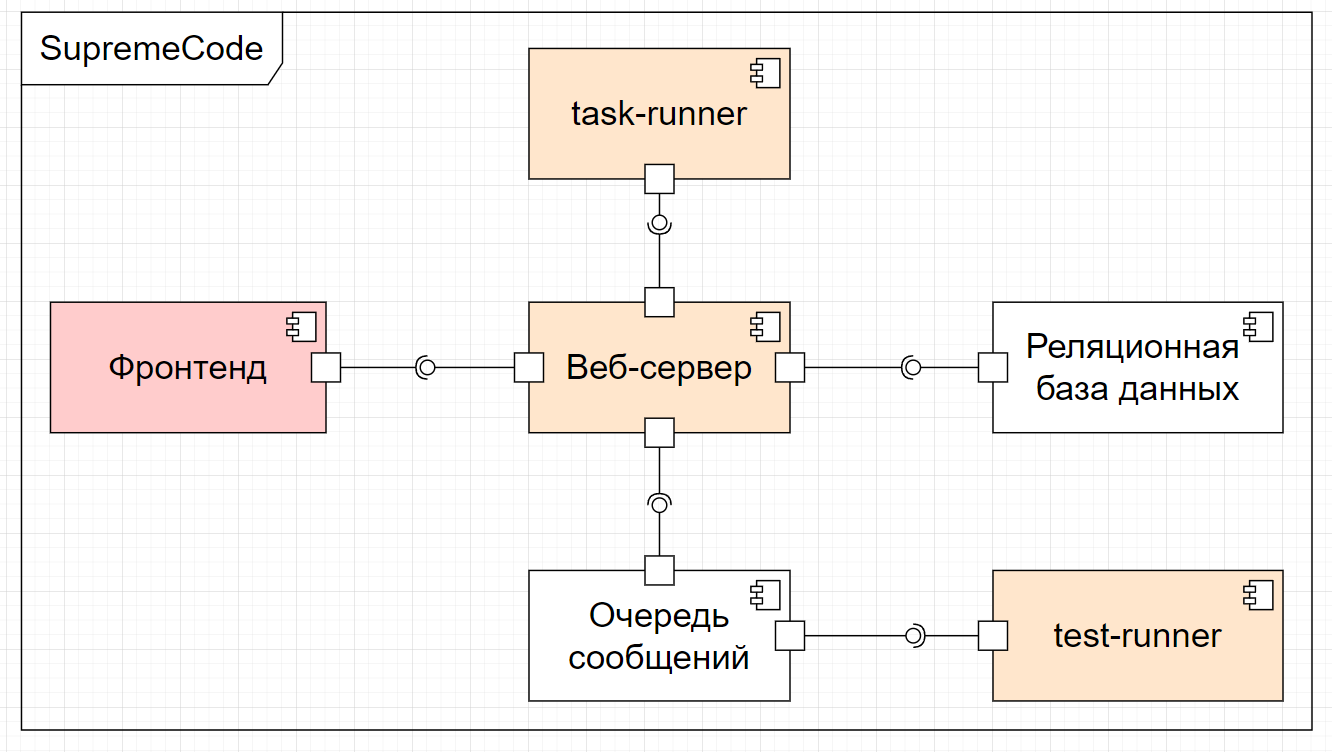 SupremeCode
task-runner
Фронтенд
Веб-сервер
Реляционная
база данных
Очередь
сообщений
test-runner